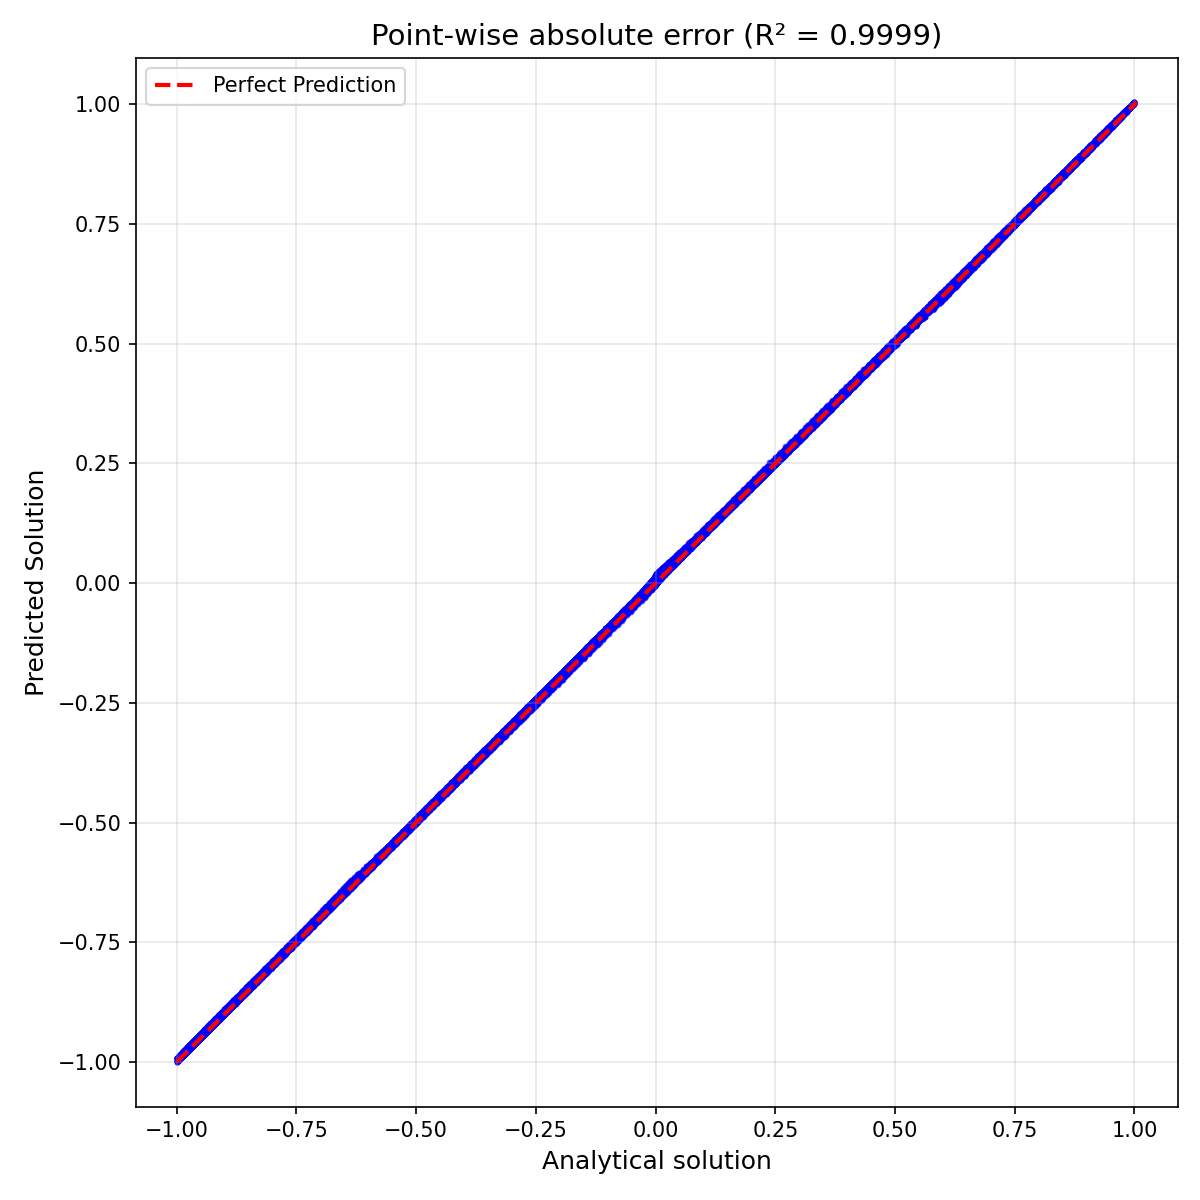 Point-wise absolute error (R² = 0.9999)
Perfect Prediction
1.00
0.75
0.50
0.25
0.00
−0.25
−0.50
−0.75
−1.00
Predicted Solution
−1.00 −0.75 −0.50 −0.25 0.00 0.25 0.50 0.75 1.00
Analytical solution